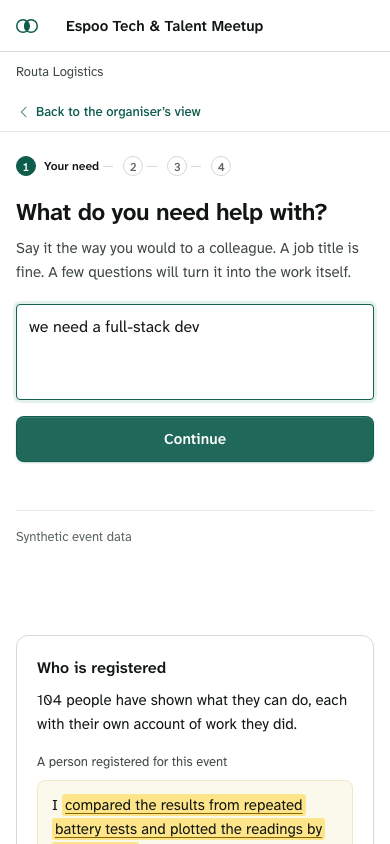 Espoo Tech & Talent Meetup
Routa Logistics
Back to the organiser's view
1 Your need 2 3 4
What do you need help with?
Say it the way you would to a colleague. A job title is
fine. A few questions will turn it into the work itself.
we need a full-stack dev
Continue
Synthetic event data
Who is registered
104 people have shown what they can do, each
with their own account of work they did.
A person registered for this event
I compared the results from repeated
battery tests and plotted the readings by